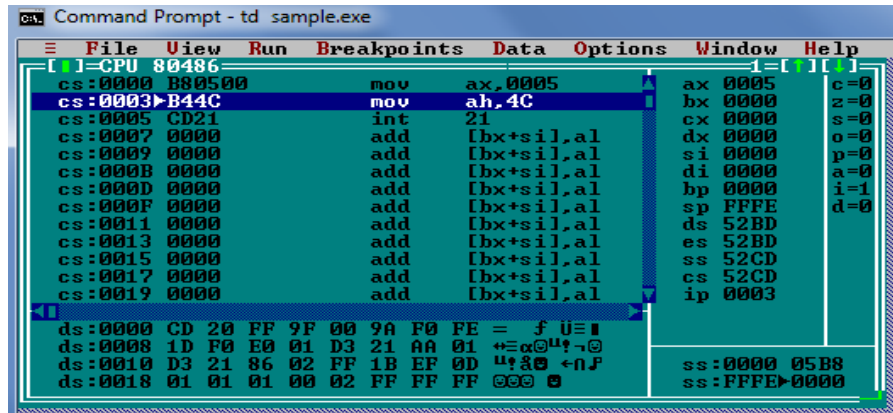 Command Prompt - td sample.exe
≡ File View Run Breakpoints Data Options Window Help
[■]=CPU 80486 1=[↑][↓]
cs:0000 B80500 mov ax,0005 ax 0005 c=0
cs:0003►B44C mov ah,4C bx 0000 z=0
cs:0005 CD21 int 21 cx 0000 s=0
cs:0007 0000 add [bx+si],al dx 0000 o=0
cs:0009 0000 add [bx+si],al si 0000 p=0
cs:000B 0000 add [bx+si],al di 0000 a=0
cs:000D 0000 add [bx+si],al bp 0000 i=1
cs:000F 0000 add [bx+si],al sp FFFE d=0
cs:0011 0000 add [bx+si],al ds 52BD
cs:0013 0000 add [bx+si],al es 52BD
cs:0015 0000 add [bx+si],al ss 52CD
cs:0017 0000 add [bx+si],al cs 52CD
cs:0019 0000 add [bx+si],al ip 0003
ds:0000 CD 20 FF 9F 00 9A F0 FE = ƒ Ü≡■
ds:0008 1D F0 E0 01 D3 21 AA 01 ↔≡α☺╙!¬☺
ds:0010 D3 21 86 02 FF 1B EF 0D ╙!å☻ ←∩♪ ss:0000 05B8
ds:0018 01 01 01 00 02 FF FF FF ☺☺☺ ☻ ss:FFFE►0000